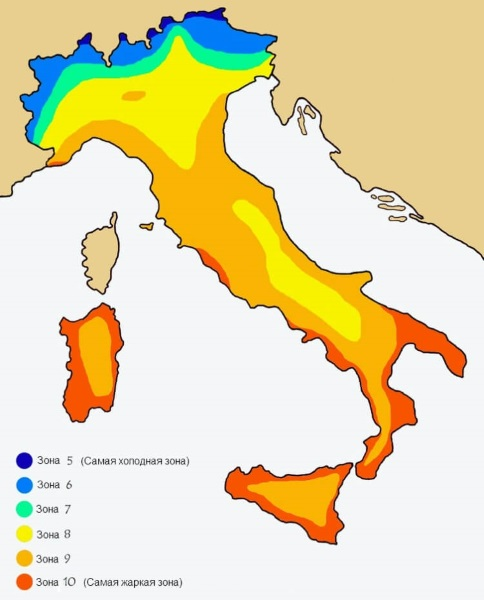 Зона 5 (Самая холодная зона)
Зона 6
Зона 7
Зона 8
Зона 9
Зона 10 (Самая жаркая зона)